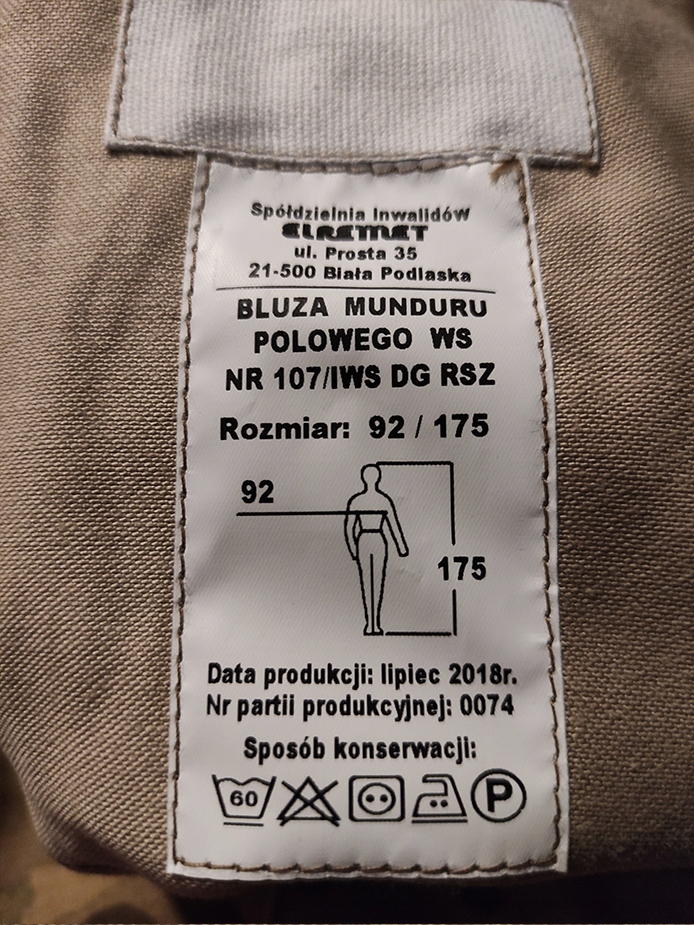 Spółdzielnia Inwalidów
ELREMET
ul. Prosta 35
21-500 Biała Podlaska
BLUZA MUNDURU
POLOWEGO WS
NR 107/IWS DG RSZ
Rozmiar: 92 / 175
92
175
Data produkcji: lipiec 2018r.
Nr partii produkcyjnej: 0074
Sposób konserwacji:
60 P